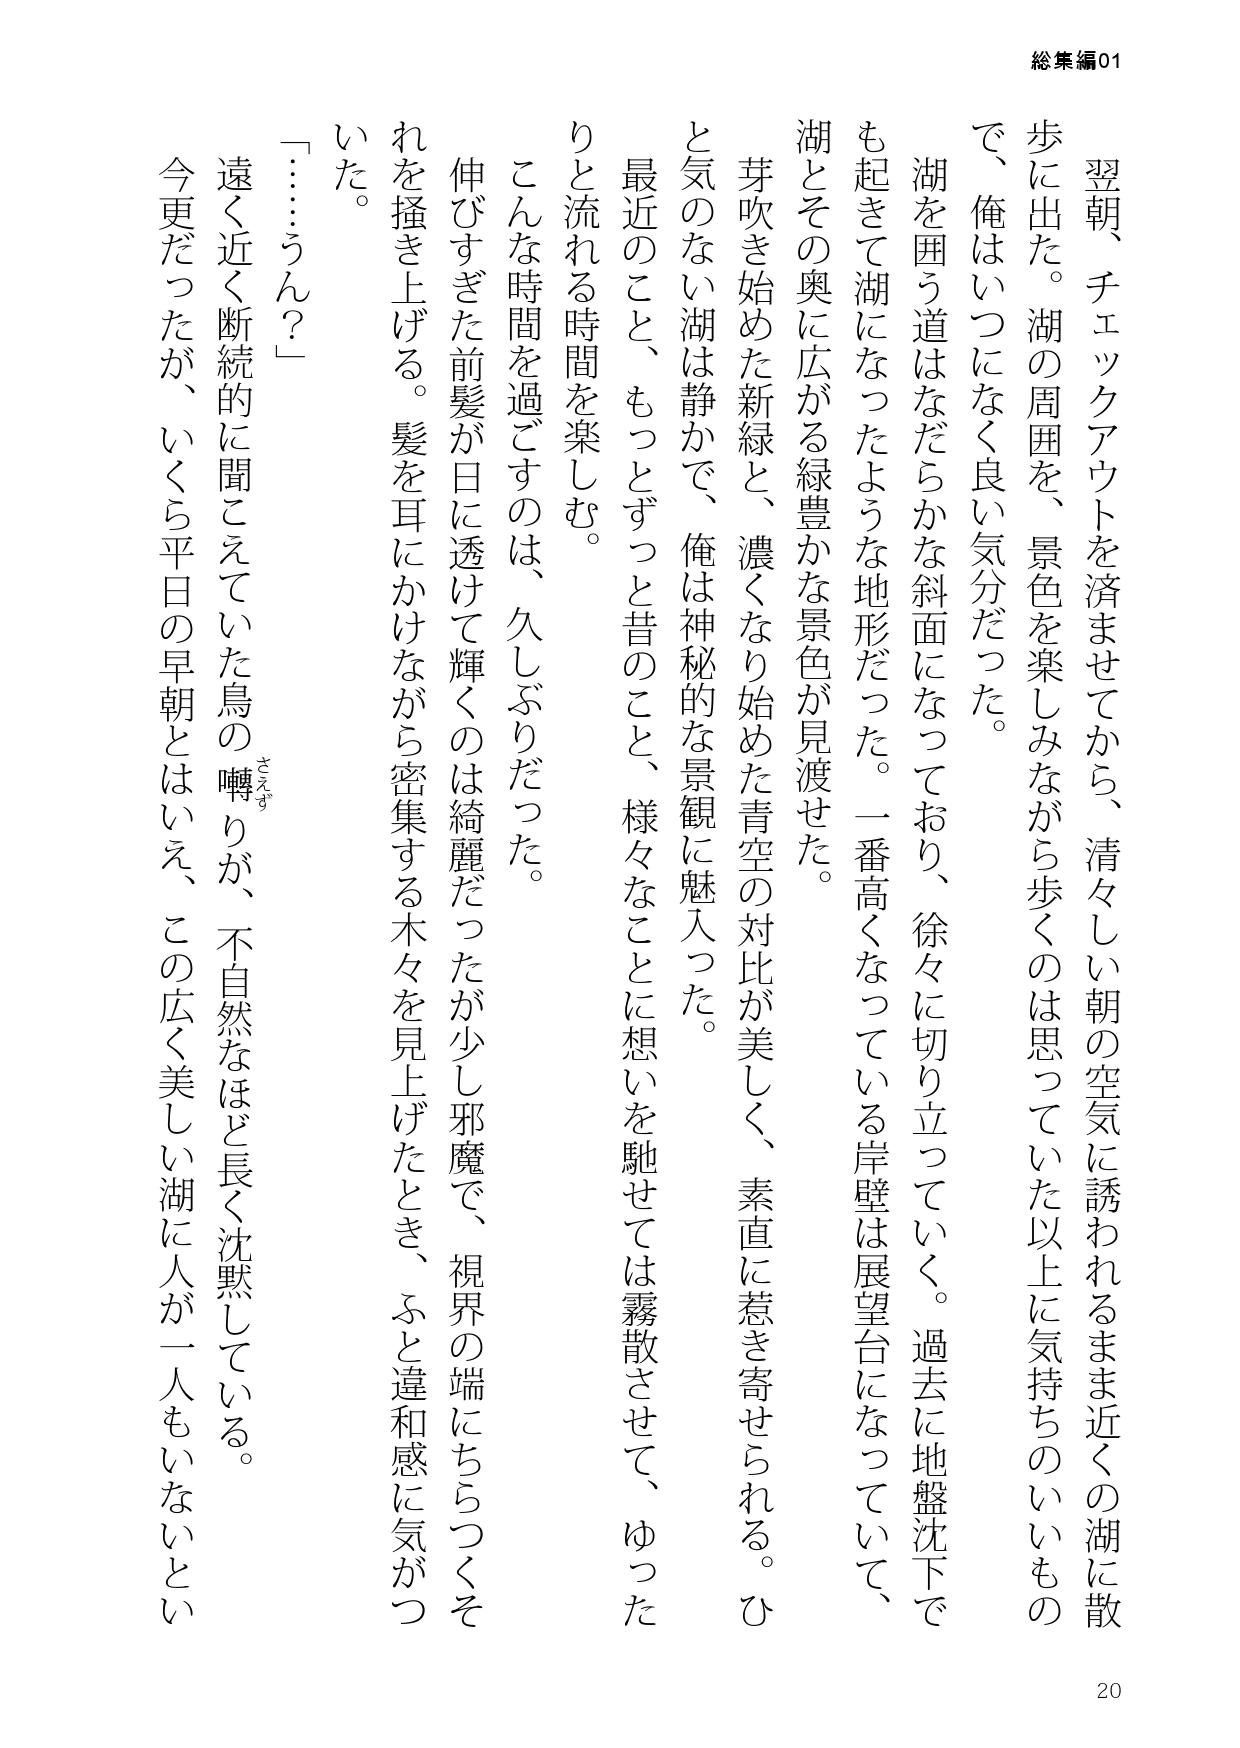 総集編01
翌朝、チェックアウトを済ませてから、清々しい朝の空気に誘われるまま近くの湖に散
歩に出た。湖の周囲を、景色を楽しみながら歩くのは思っていた以上に気持ちのいいもの
で、俺はいつになく良い気分だった。
湖を囲う道はなだらかな斜面になっており、徐々に切り立っていく。過去に地盤沈下で
も起きて湖になったような地形だった。一番高くなっている岸壁は展望台になっていて、
湖とその奥に広がる緑豊かな景色が見渡せた。
芽吹き始めた新緑と、濃くなり始めた青空の対比が美しく、素直に惹き寄せられる。ひ
と気のない湖は静かで、俺は神秘的な景観に魅入った。
最近のこと、もっとずっと昔のこと、様々なことに想いを馳せては霧散させて、ゆった
りと流れる時間を楽しむ。
こんな時間を過ごすのは、久しぶりだった。
伸びすぎた前髪が日に透けて輝くのは綺麗だったが少し邪魔で、視界の端にちらつくそ
れを掻き上げる。髪を耳にかけながら密集する木々を見上げたとき、ふと違和感に気がつ
いた。
「……うん？」
遠く近く断続的に聞こえていた鳥の囀りが、不自然なほど長く沈黙している。
さえず
今更だったが、いくら平日の早朝とはいえ、この広く美しい湖に人が一人もいないとい
20